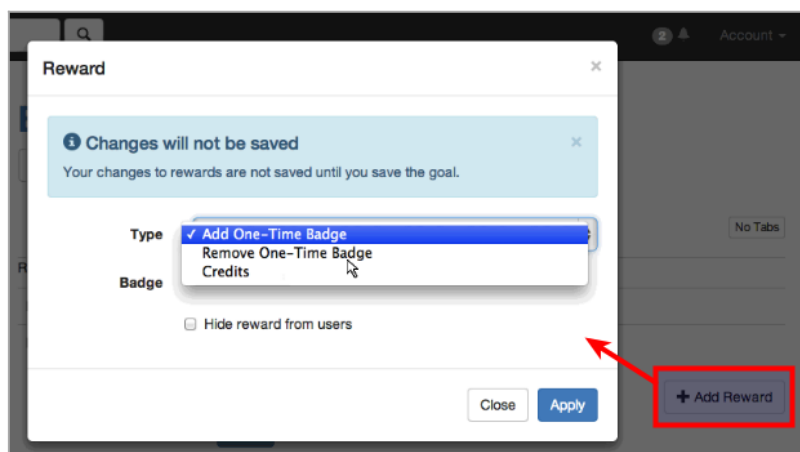 2
Account
Reward
×
Changes will not be saved
×
Your changes to rewards are not saved until you save the goal.
No Tabs
Type
✓ Add One-Time Badge
Remove One-Time Badge
Credits
R
Badge
Hide reward from users
+ Add Reward
Close
Apply